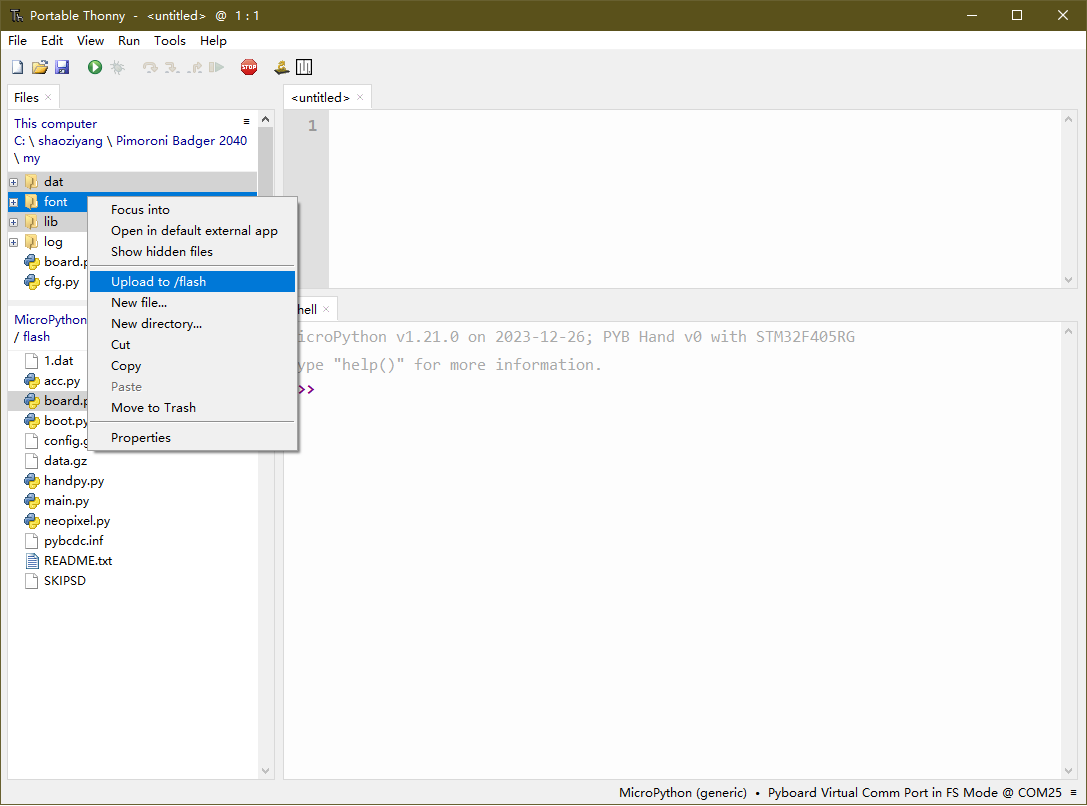 Portable Thonny - <untitled> @ 1 : 1
File Edit View Run Tools Help
STOP
Files
This computer
C: \ shaoziyang \ Pimoroni Badger 2040
\ my
dat
font
lib
log
board.p
cfg.py
Focus into
Open in default external app
Show hidden files
Upload to /flash
New file...
New directory...
Cut
Copy
Paste
Move to Trash
Properties
MicroPython
/ flash
1.dat
acc.py
board.p
boot.py
config.g
data.gz
handpy.py
main.py
neopixel.py
pybcdc.inf
README.txt
SKIPSD
<untitled>
1
hell
icroPython v1.21.0 on 2023-12-26; PYB Hand v0 with STM32F405RG
ype "help()" for more information.
>>
MicroPython (generic) • Pyboard Virtual Comm Port in FS Mode @ COM25 ≡